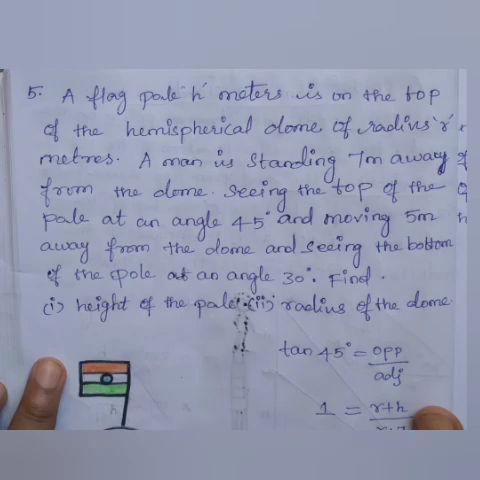 5. A flag pole 'h' meters is on the top
of the hemispherical dome of radius 'r'
metres. A man is standing 7m away
from the dome. Seeing the top of the
pole at an angle 45° and moving 5m
away from the dome and seeing the bottom
of the pole at an angle 30°. Find.
(i) height of the pole (ii) radius of the dome
tan 45° = opp
adj
1 = r+h
h